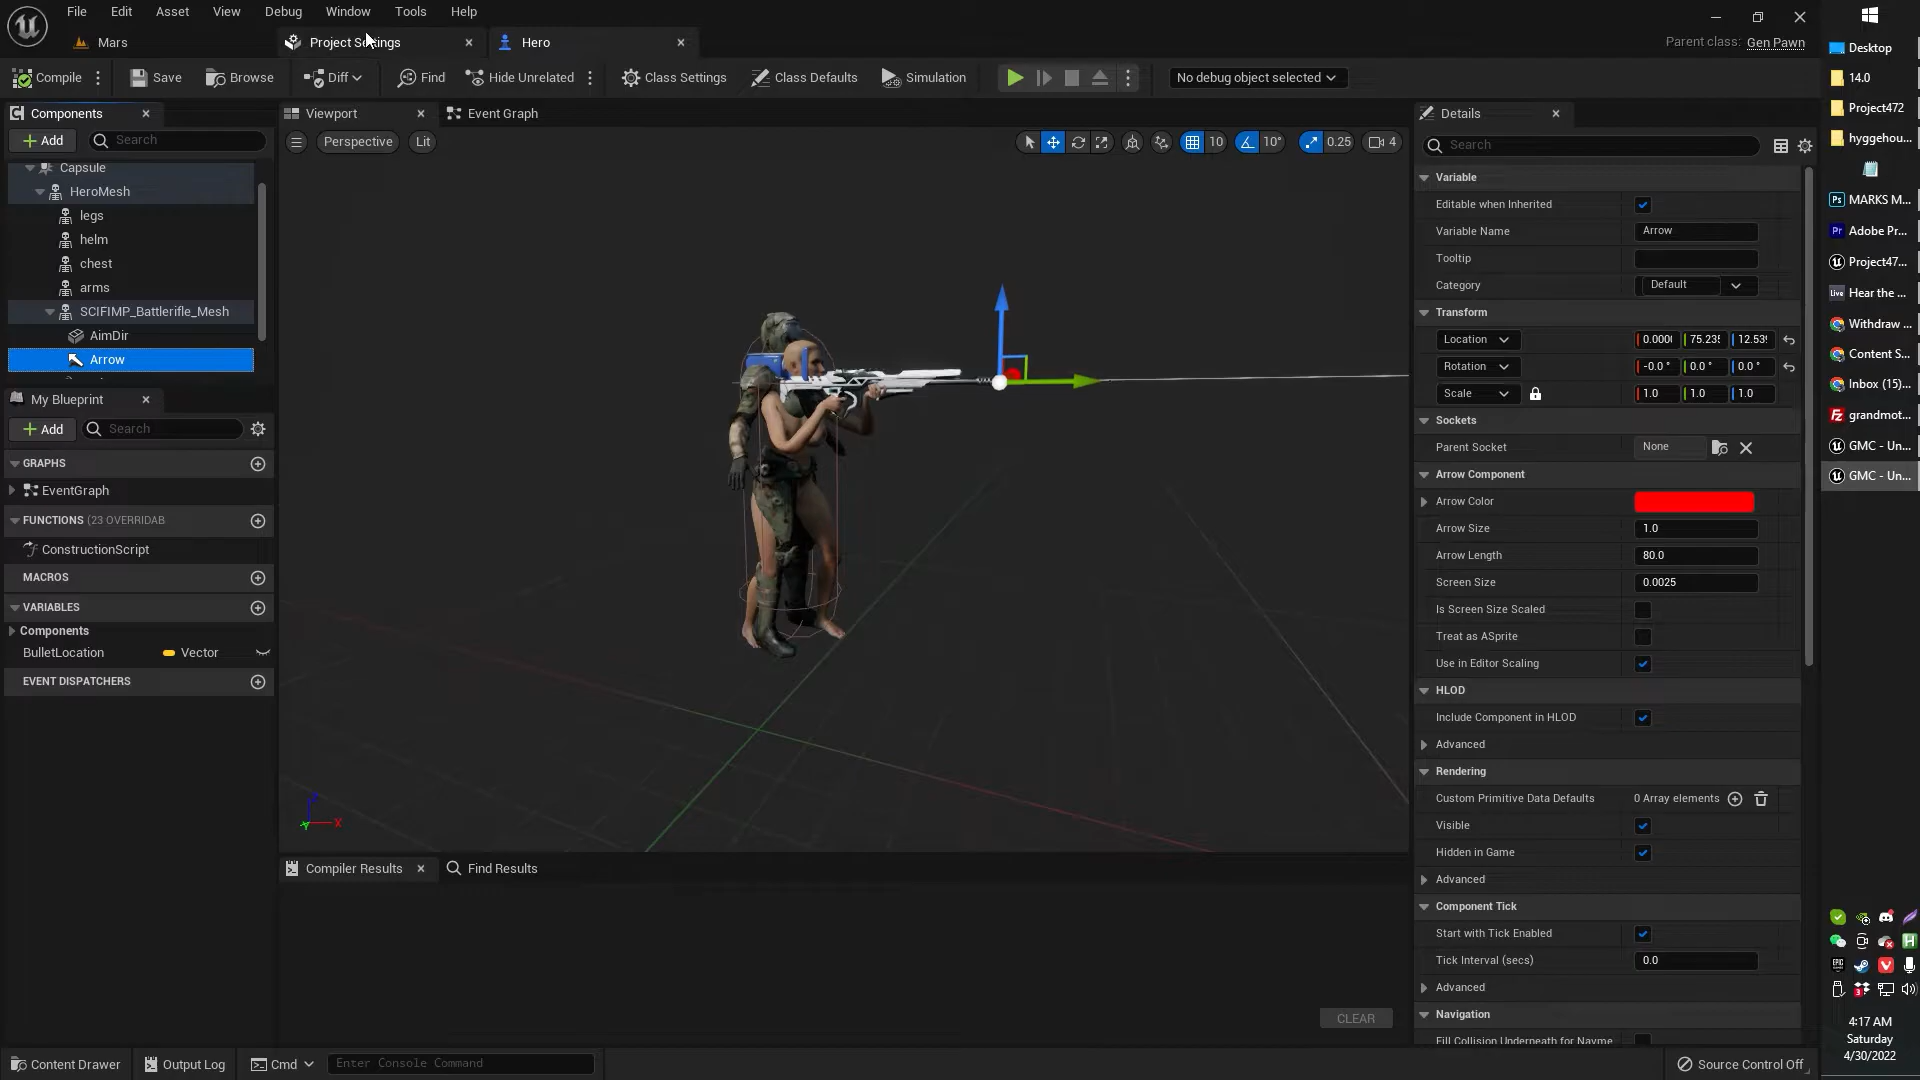 File Edit Asset View Debug Window Tools Help
Mars Project Settings Hero Parent class: Gen Pawn
Compile Save Browse Diff Find Hide Unrelated Class Settings Class Defaults Simulation No debug object selected
Components
Add Search
Capsule
HeroMesh
legs
helm
chest
arms
SCIFIMP_Battlerifle_Mesh
AimDir
Arrow
My Blueprint
Add Search
GRAPHS
EventGraph
FUNCTIONS (23 OVERRIDAB
ConstructionScript
MACROS
VARIABLES
Components
BulletLocation Vector
EVENT DISPATCHERS
Viewport Event Graph
Perspective Lit 10 10° 0.25 4
Compiler Results Find Results
CLEAR
Details
Search
Variable
Editable when Inherited
Variable Name Arrow
Tooltip
Category Default
Transform
Location 0.000 75.23 12.53
Rotation -0.0 ° 0.0 ° 0.0 °
Scale 1.0 1.0 1.0
Sockets
Parent Socket None
Arrow Component
Arrow Color
Arrow Size 1.0
Arrow Length 80.0
Screen Size 0.0025
Is Screen Size Scaled
Treat as ASprite
Use in Editor Scaling
HLOD
Include Component in HLOD
Advanced
Rendering
Custom Primitive Data Defaults 0 Array elements
Visible
Hidden in Game
Advanced
Component Tick
Start with Tick Enabled
Tick Interval (secs) 0.0
Advanced
Navigation
Fill Collision Underneath for Navme
Content Drawer Output Log Cmd Enter Console Command Source Control Off
Desktop
14.0
Project472
hyggehou...
MARKS M...
Adobe Pr...
Project47...
Hear the ...
Withdraw ...
Content S...
Inbox (15)...
grandmot...
GMC - Un...
GMC - Un...
4:17 AM
Saturday
4/30/2022